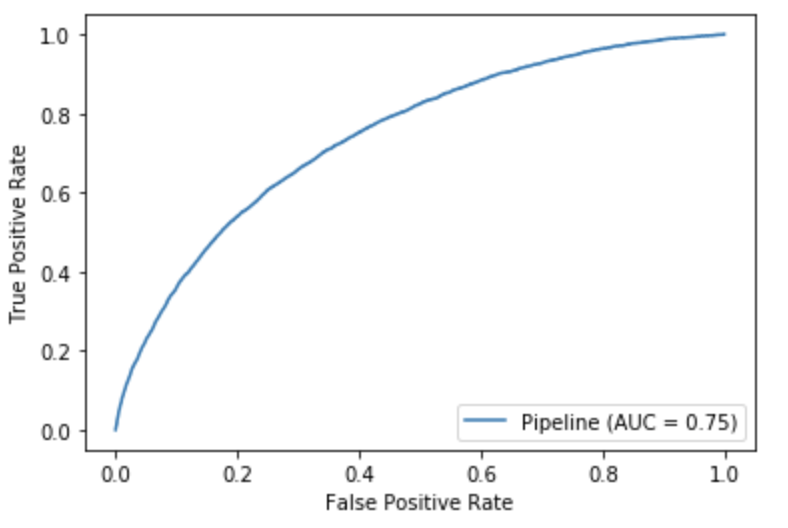 1.0
0.8
0.6
0.4
0.2
0.0
True Positive Rate
Pipeline (AUC = 0.75)
0.0 0.2 0.4 0.6 0.8 1.0
False Positive Rate